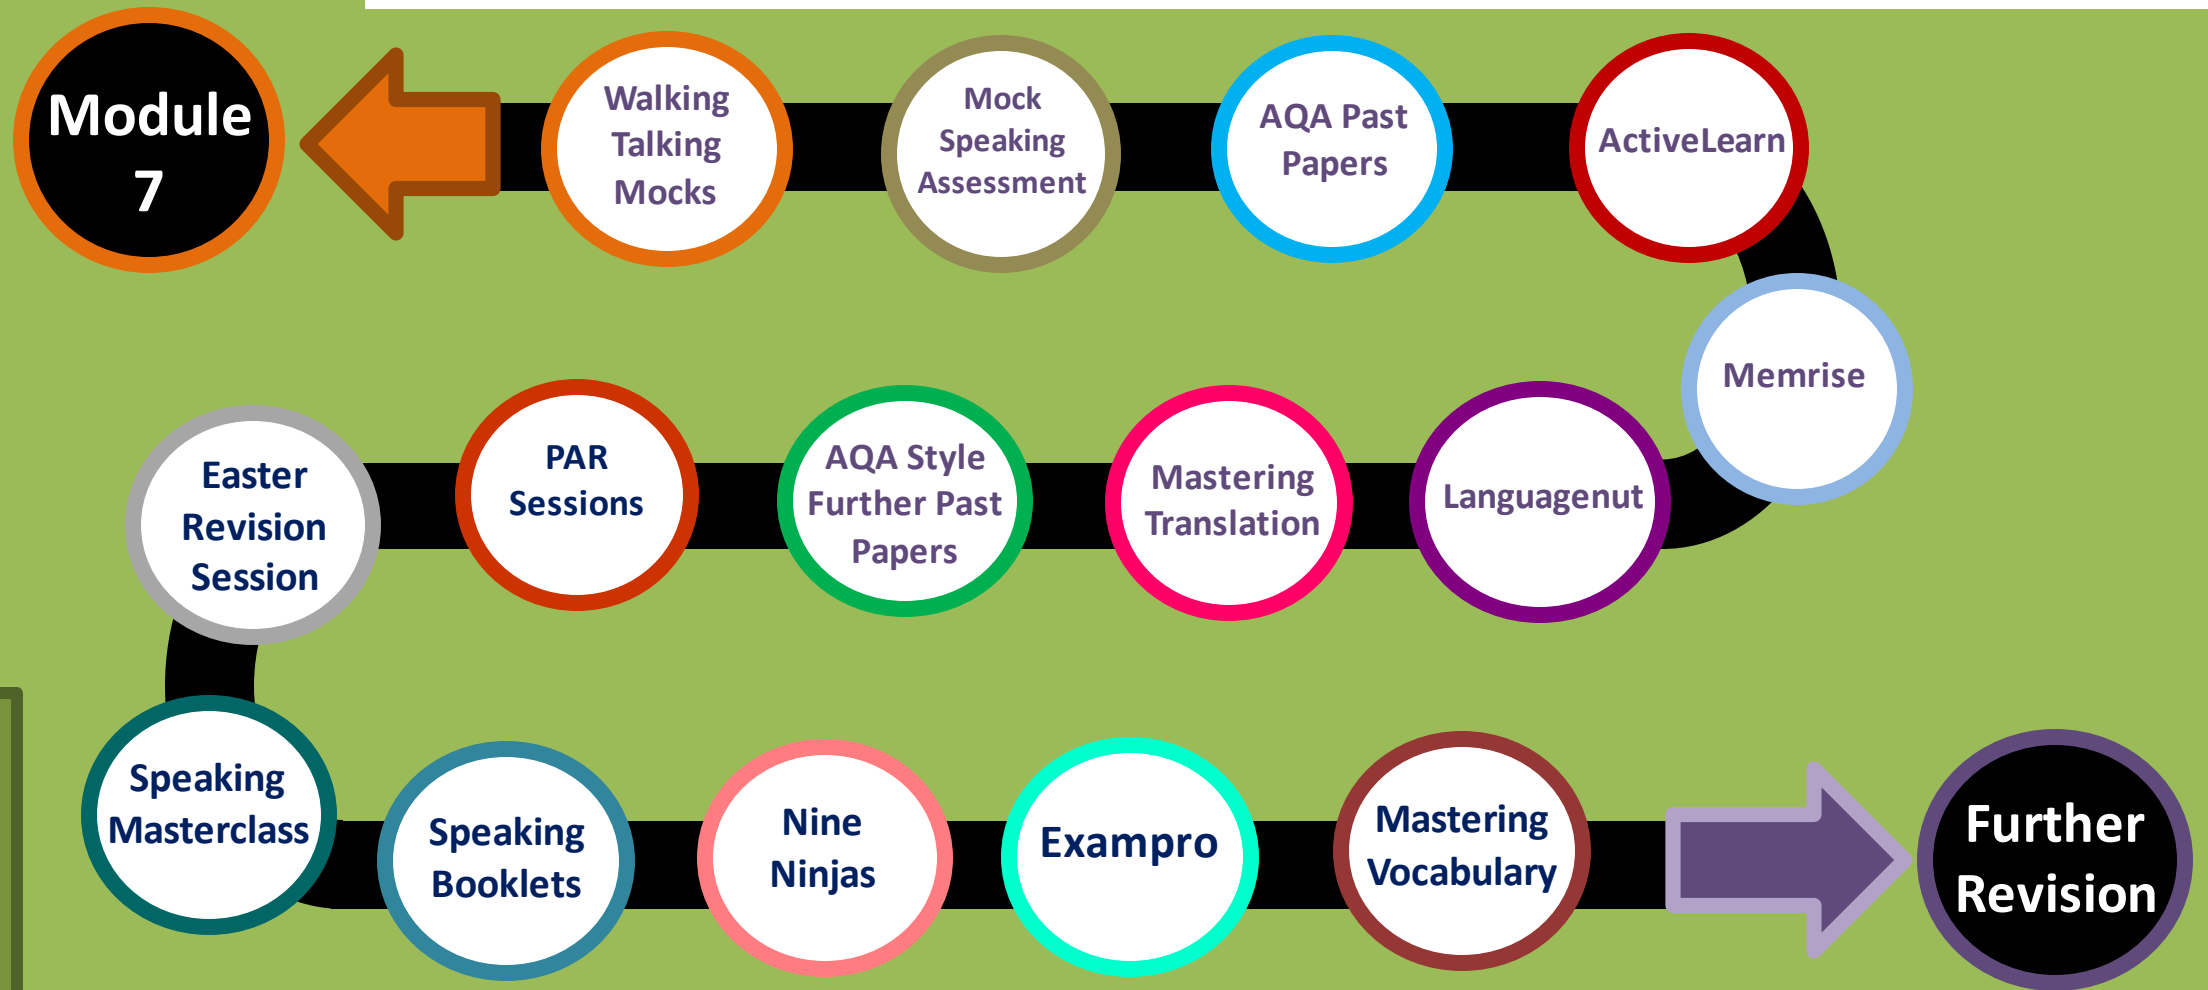 Module
7
Walking
Talking
Mocks
Mock
Speaking
Assessment
AQA Past
Papers
ActiveLearn
Memrise
Easter
Revision
Session
PAR
Sessions
AQA Style
Further Past
Papers
Mastering
Translation
Languagenut
Speaking
Masterclass
Speaking
Booklets
Nine
Ninjas
Exampro
Mastering
Vocabulary
Further
Revision